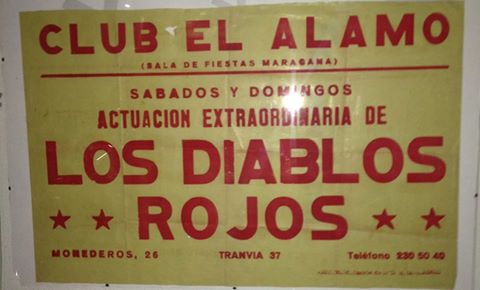 CLUB EL ALAMO
(SALA DE FIESTAS MARACANA)
SABADOS Y DOMINGOS
ACTUACION EXTRAORDINARIA DE
LOS DIABLOS
★ ★ ROJOS ★ ★
MONEDEROS, 26 TRANVIA 37 Teléfono 230 50 40